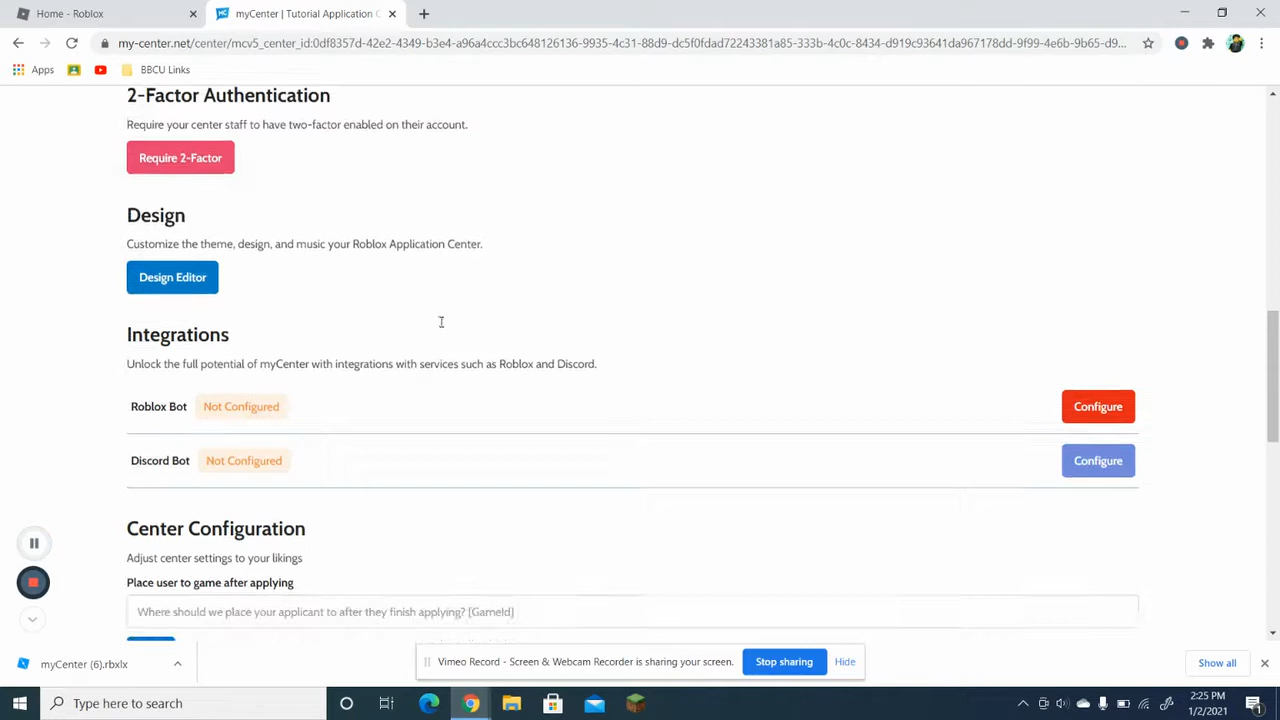 Home - Roblox
myCenter | Tutorial Application C
my-center.net/center/mcv5_center_id:0df8357d-42e2-4349-b3e4-a96a4ccc3bc648126136-9935-4c31-88d9-dc5f0fdad72243381a85-333b-4c0c-8434-d919c93641da967178dd-9f99-4e6b-9b65-d9...
Apps
BBCU Links
2-Factor Authentication
Require your center staff to have two-factor enabled on their account.
Require 2-Factor
Design
Customize the theme, design, and music your Roblox Application Center.
Design Editor
Integrations
Unlock the full potential of myCenter with integrations with services such as Roblox and Discord.
Roblox Bot Not Configured Configure
Discord Bot Not Configured Configure
Center Configuration
Adjust center settings to your likings
Place user to game after applying
Where should we place your applicant to after they finish applying? [GameId]
myCenter (6).rbxlx
Vimeo Record - Screen & Webcam Recorder is sharing your screen. Stop sharing Hide
Show all
Type here to search
2:25 PM
1/2/2021
1